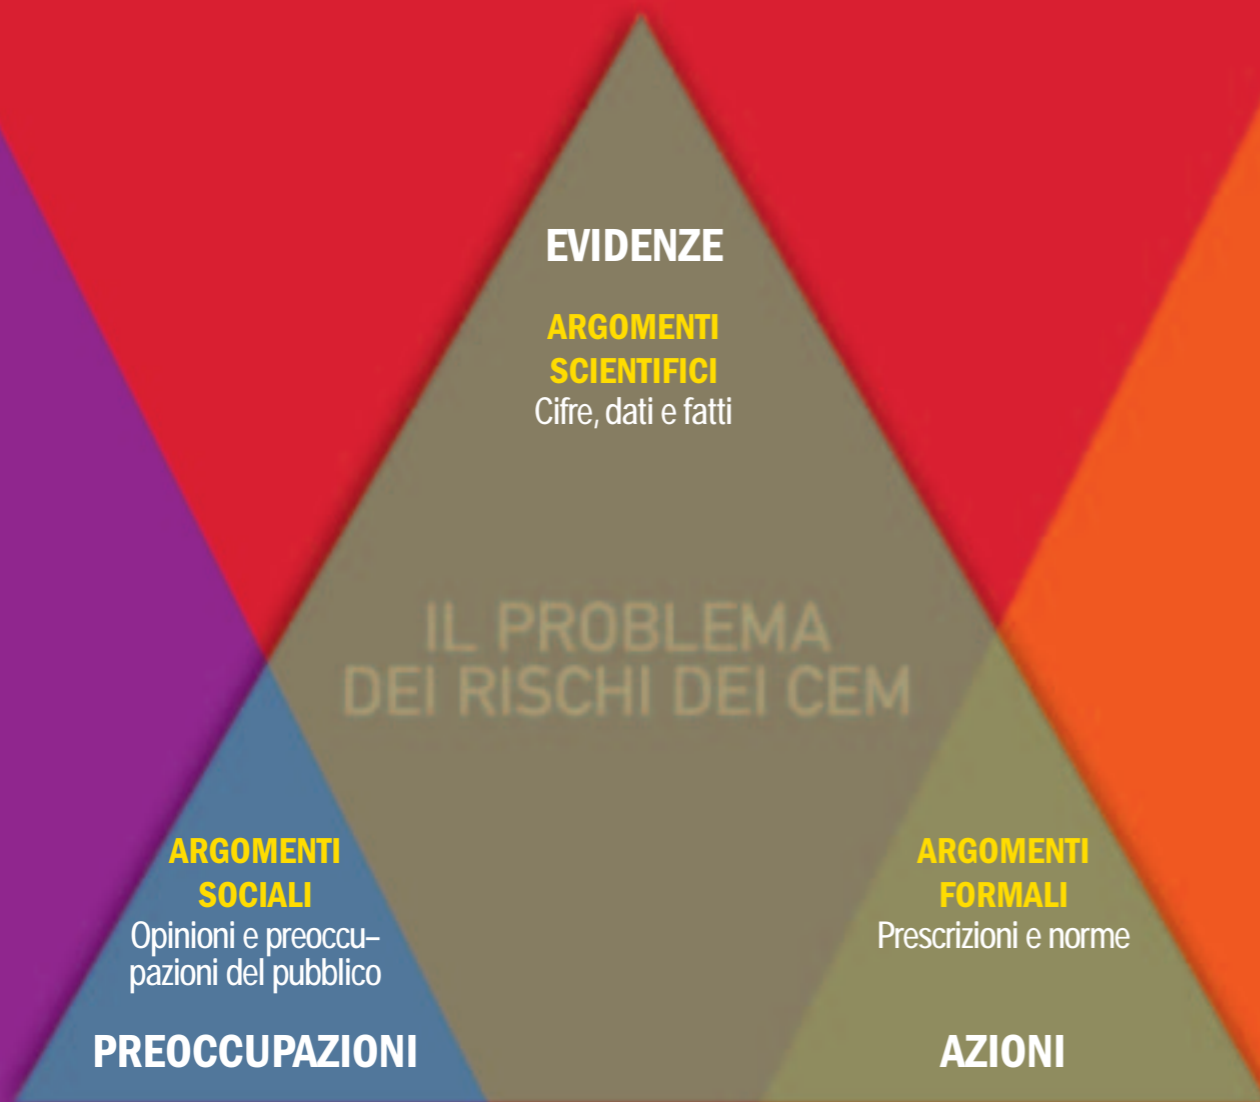 EVIDENZE
ARGOMENTI
SCIENTIFICI
Cifre, dati e fatti
IL PROBLEMA
DEI RISCHI DEI CEM
ARGOMENTI
SOCIALI
Opinioni e preoccu–
pazioni del pubblico
PREOCCUPAZIONI
ARGOMENTI
FORMALI
Prescrizioni e norme
AZIONI